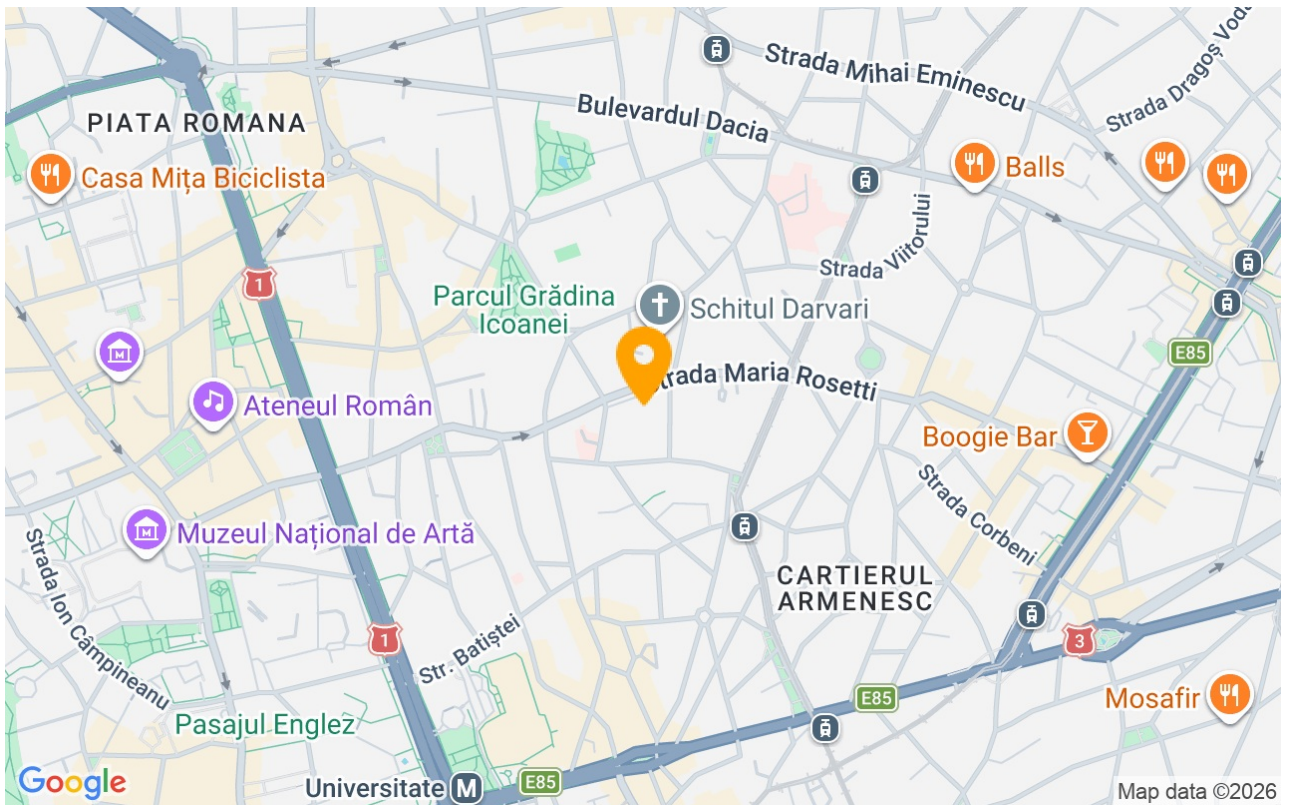 Strada Mihai Eminescu
Strada Dragoș Vodă
Bulevardul Dacia
PIATA ROMANA
Casa Mița Biciclista
Balls
Strada Viitorului
1
Parcul Grădina
Icoanei
Schitul Darvari
E85
Strada Maria Rosetti
Ateneul Român
Boogie Bar
Strada Corbeni
Muzeul Național de Artă
Strada Ion Câmpineanu
CARTIERUL
ARMENESC
1
3
Str. Batiștei
E85
Mosafir
Pasajul Englez
Google
Universitate M
E85
Map data ©2026